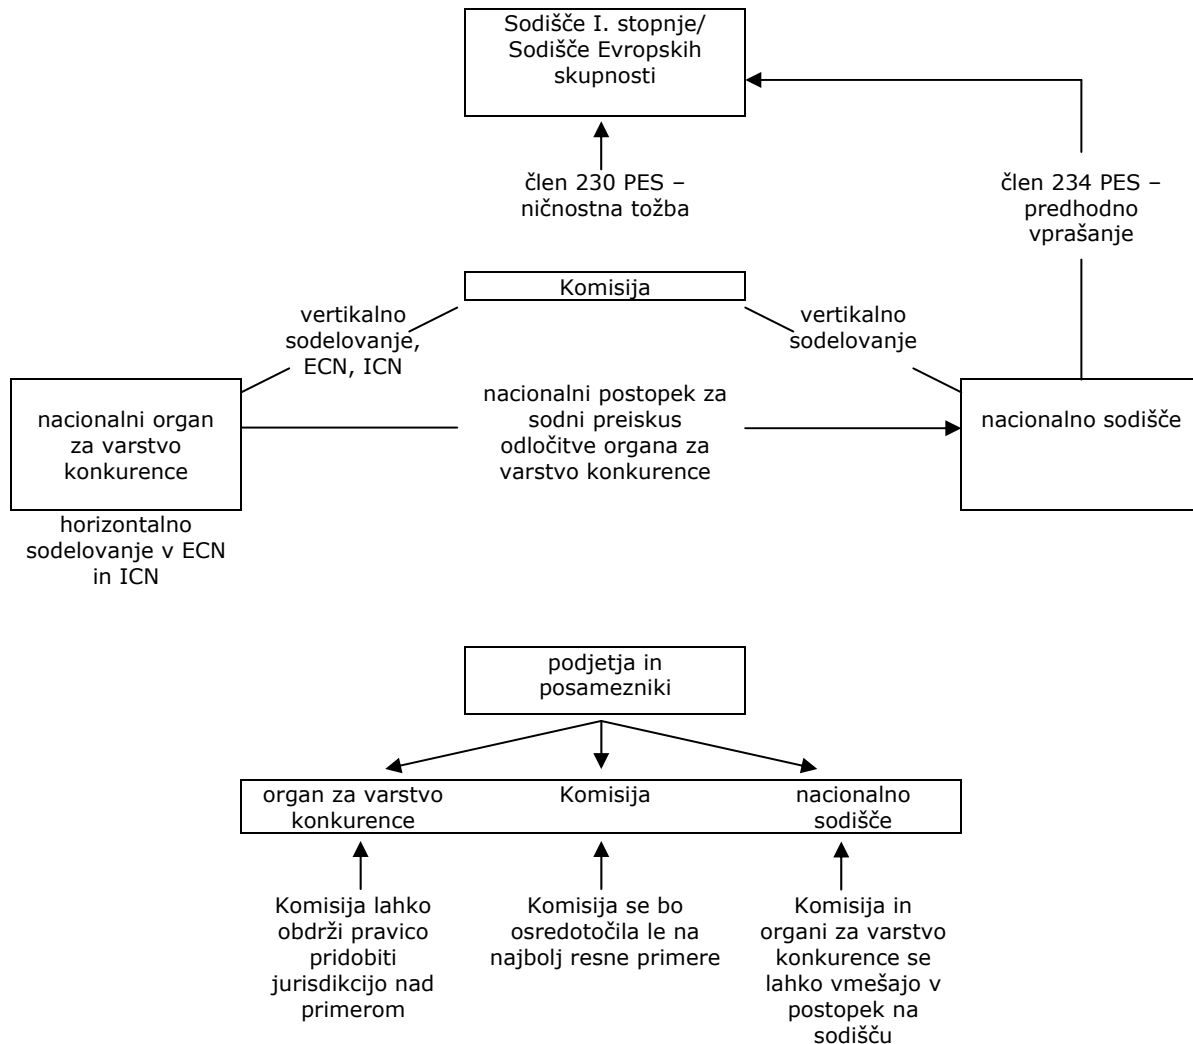 Sodišče I. stopnje/
Sodišče Evropskih
skupnosti
člen 230 PES –
ničnostna tožba
člen 234 PES –
predhodno
vprašanje
Komisija
vertikalno
sodelovanje,
ECN, ICN
vertikalno
sodelovanje
nacionalni organ
za varstvo
konkurence
nacionalni postopek za
sodni preiskus
odločitve organa za
varstvo konkurence
nacionalno sodišče
horizontalno
sodelovanje v ECN
in ICN
podjetja in
posamezniki
organ za varstvo
konkurence
Komisija
nacionalno
sodišče
Komisija lahko
obdrži pravico
pridobiti
jurisdikcijo nad
primerom
Komisija se bo
osredotočila le na
najbolj resne primere
Komisija in
organi za varstvo
konkurence se
lahko vmešajo v
postopek na
sodišču